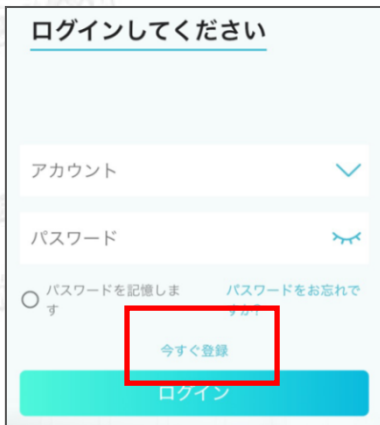 ログインしてください
アカウント
パスワード
パスワードを記憶しま
す
パスワードをお忘れで
すか?
今すぐ登録
ログイン